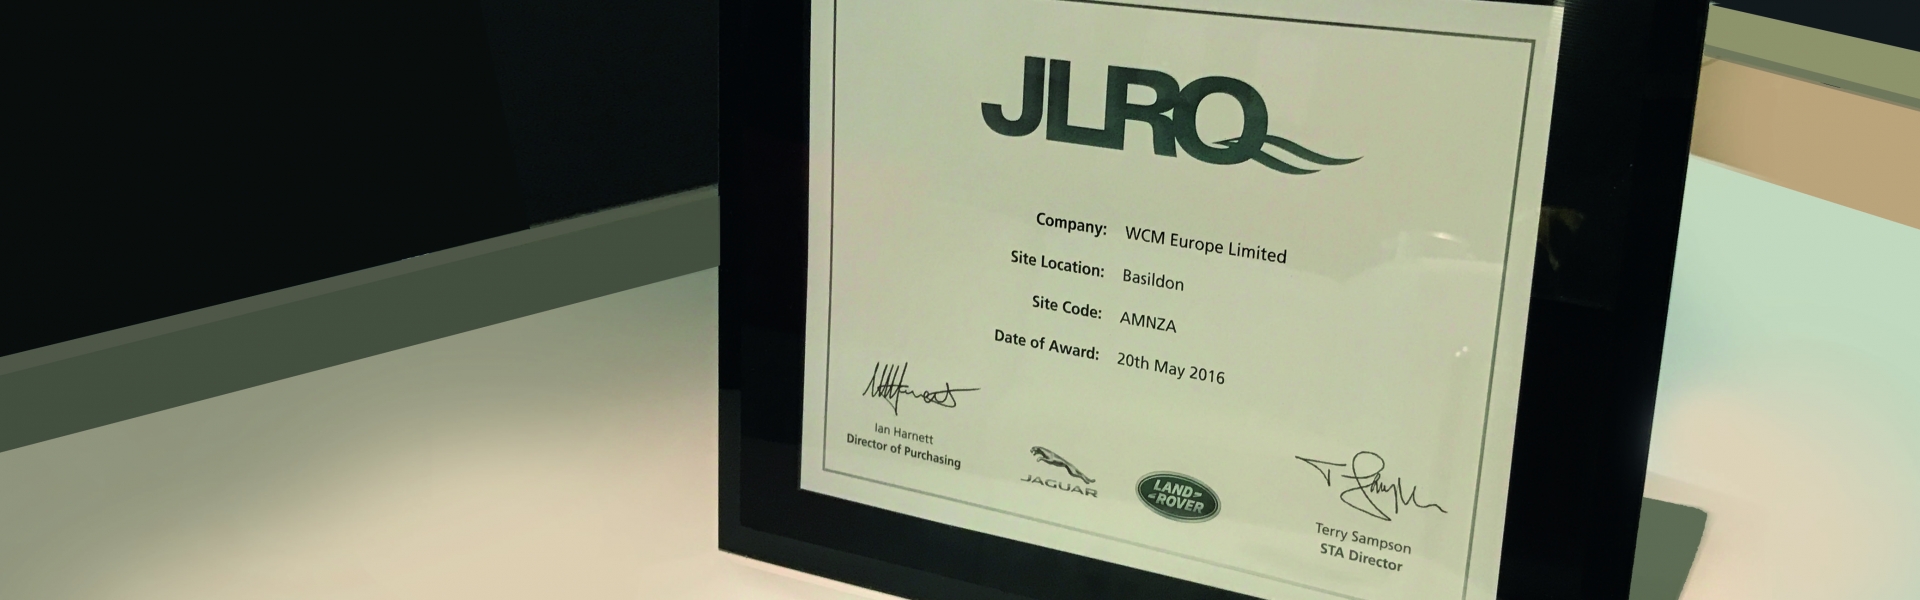 JLRQ
Company: WCM Europe Limited
Site Location: Basildon
Site Code: AMNZA
Date of Award: 20th May 2016
Ian Harnett
Director of Purchasing
JAGUAR
LAND
ROVER
Terry Sampson
STA Director